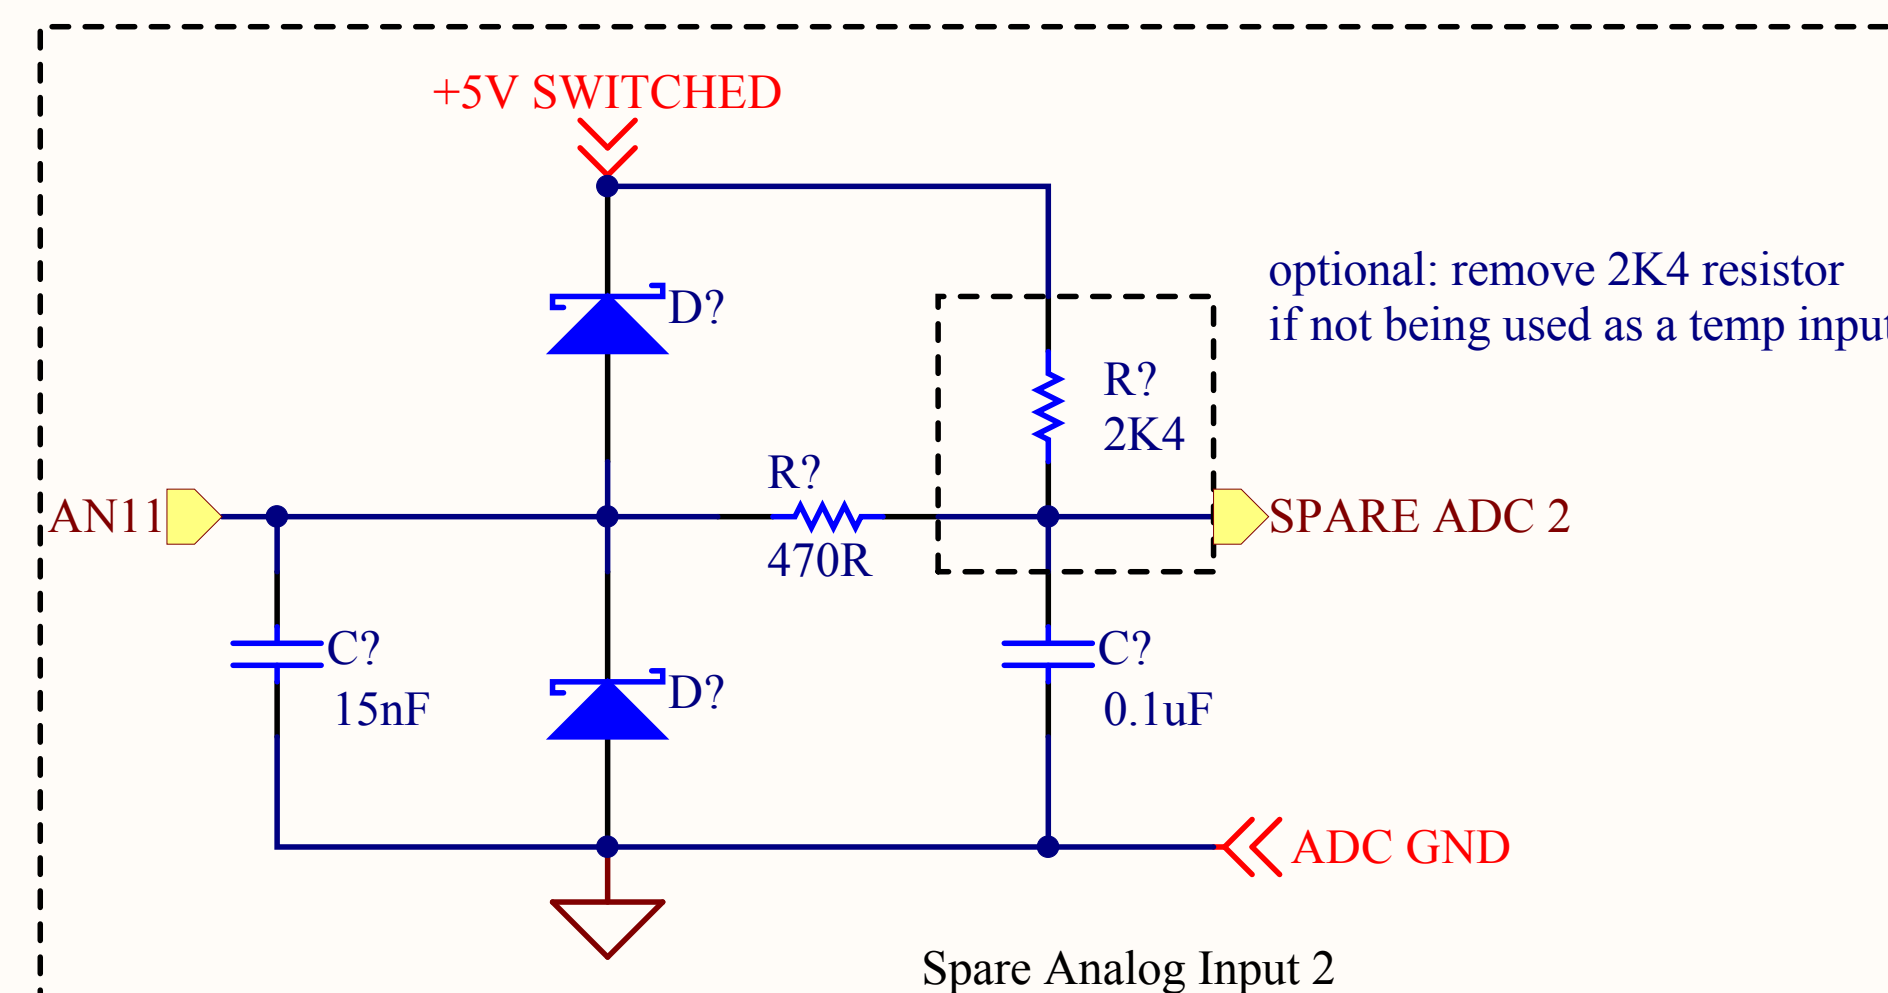 +5V SWITCHED
D?
optional: remove 2K4 resistor
if not being used as a temp input
R?
2K4
R?
470R
AN11
SPARE ADC 2
C?
15nF
D?
C?
0.1uF
ADC GND
Spare Analog Input 2